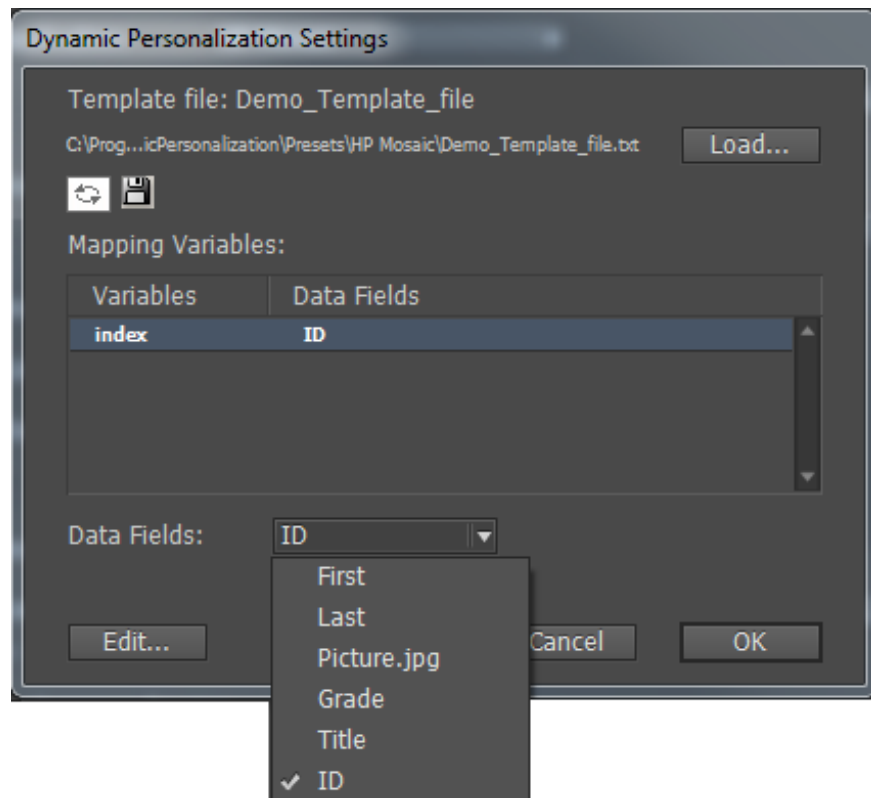 Dynamic Personalization Settings
Template file: Demo_Template_file
C:\Prog...icPersonalization\Presets\HP Mosaic\Demo_Template_file.txt Load...
Mapping Variables:
Variables Data Fields
index ID
Data Fields: ID
First
Last
Edit... Cancel OK
Picture.jpg
Grade
Title
ID